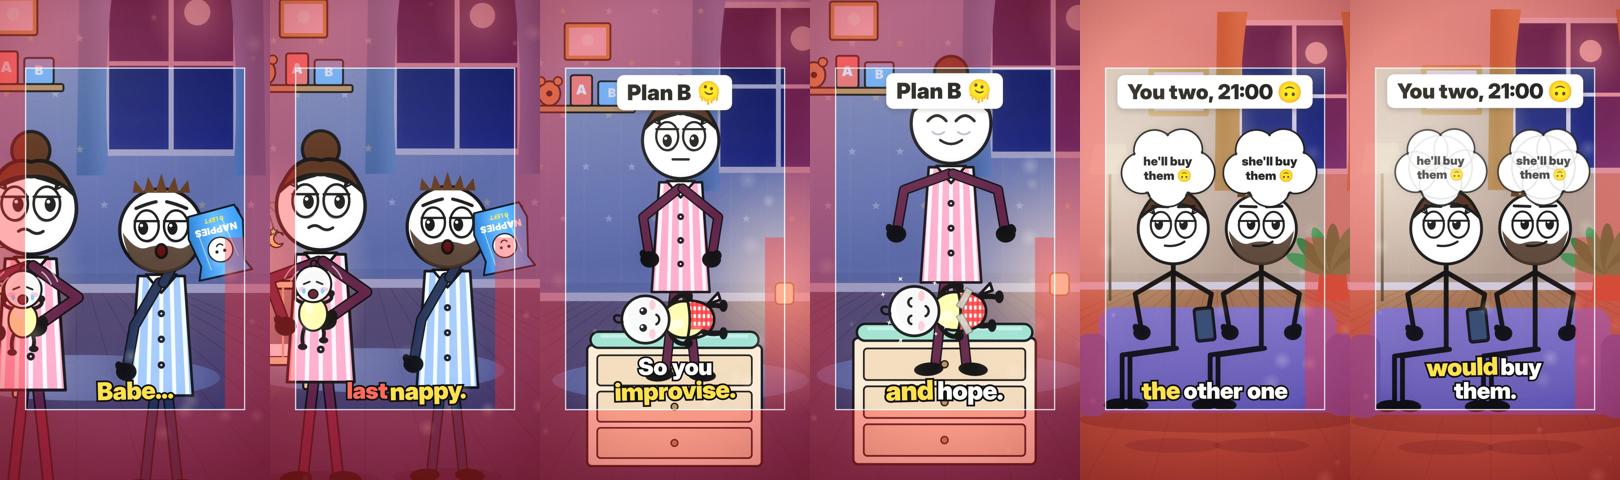 A B
NAPPIES
0 LEFT
Babe...
A B
NAPPIES
0 LEFT
last nappy.
A B
Plan B 🫠
So you
improvise.
A B
Plan B 🫠
and hope.
You two, 21:00 🙃
he'll buy
them 🙃
she'll buy
them 🙃
the other one
You two, 21:00 🙃
he'll buy
them 🙃
she'll buy
them 🙃
would buy
them.